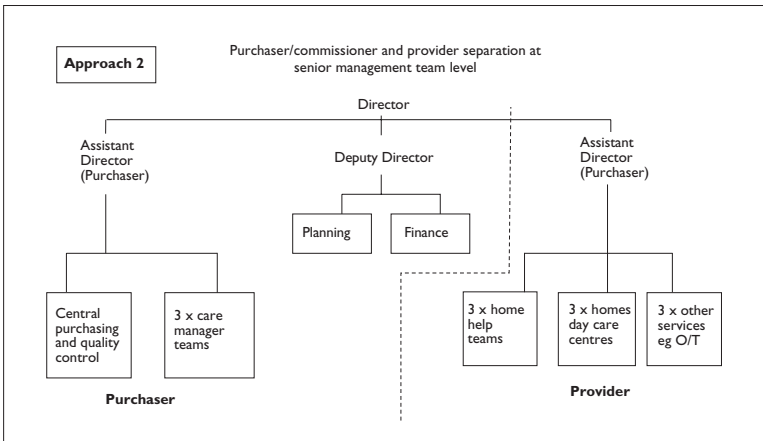 Approach 2
Purchaser/commissioner and provider separation at
senior management team level
Director
Assistant
Director
(Purchaser)
Deputy Director
Assistant
Director
(Purchaser)
Planning
Finance
Central
purchasing
and quality
control
3 x care
manager
teams
3 x home
help
teams
3 x homes
day care
centres
3 x other
services
eg O/T
Purchaser
Provider